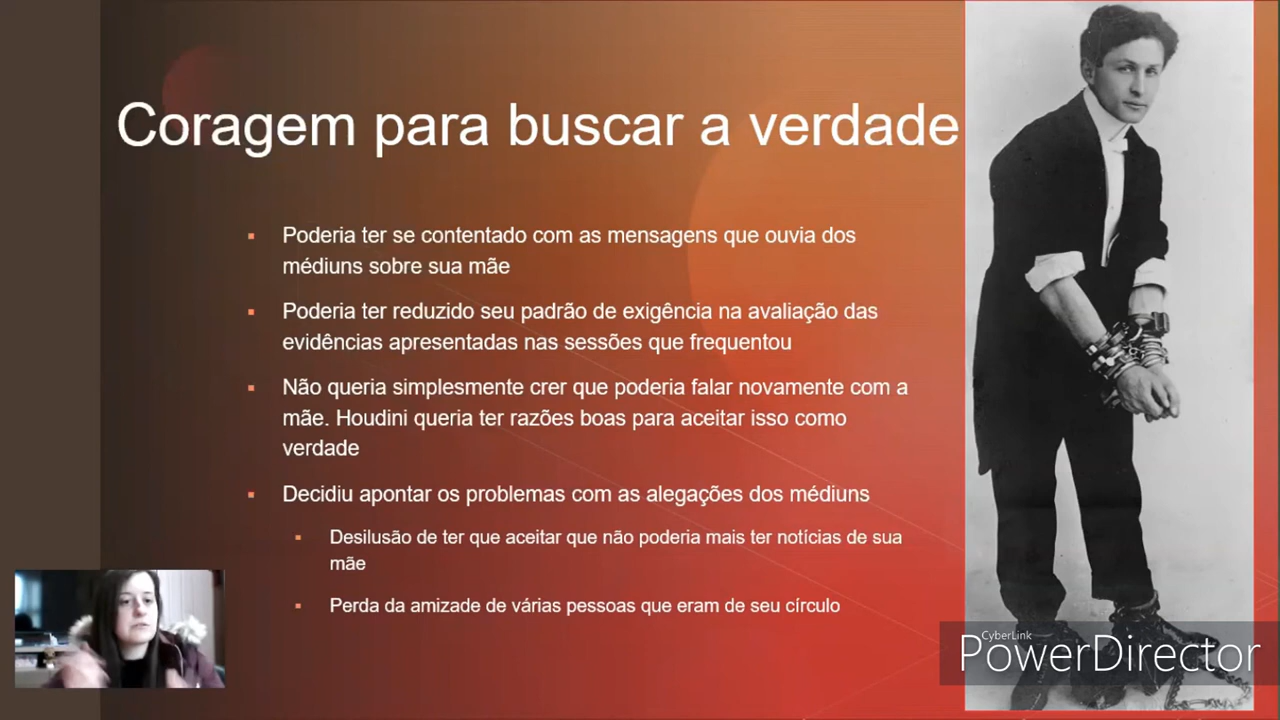 Coragem para buscar a verdade
Poderia ter se contentado com as mensagens que ouvia dos
médiuns sobre sua mãe
Poderia ter reduzido seu padrão de exigência na avaliação das
evidências apresentadas nas sessões que frequentou
Não queria simplesmente crer que poderia falar novamente com a
mãe. Houdini queria ter razões boas para aceitar isso como
verdade
Decidiu apontar os problemas com as alegações dos médiuns
Desilusão de ter que aceitar que não poderia mais ter notícias de sua
mãe
Perda da amizade de várias pessoas que eram de seu círculo
CyberLink
PowerDirector